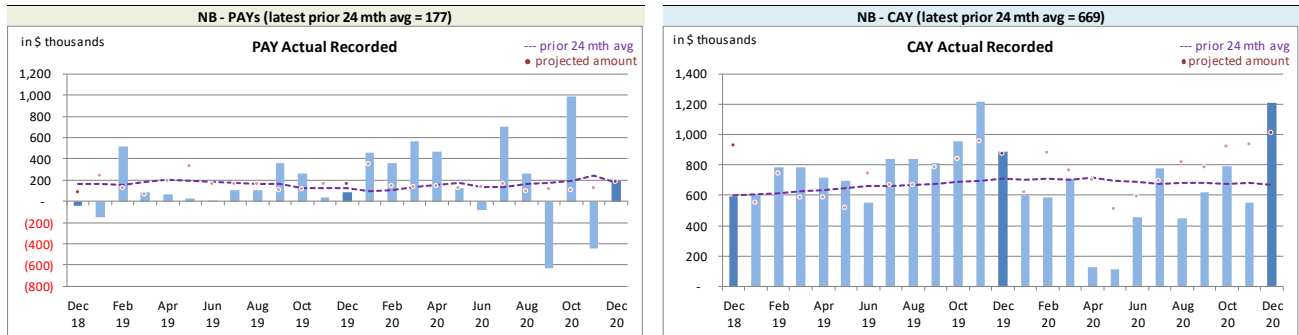 NB - PAYs (latest prior 24 mth avg = 177)
in $ thousands
PAY Actual Recorded
--- prior 24 mth avg
• projected amount
1,200
1,000
800
600
400
200
-
(200)
(400)
(600)
(800)
Dec Feb Apr Jun Aug Oct Dec Feb Apr Jun Aug Oct Dec
18 19 19 19 19 19 19 20 20 20 20 20 20
NB - CAY (latest prior 24 mth avg = 669)
in $ thousands
CAY Actual Recorded
--- prior 24 mth avg
• projected amount
1,400
1,200
1,000
800
600
400
200
-
Dec Feb Apr Jun Aug Oct Dec Feb Apr Jun Aug Oct Dec
18 19 19 19 19 19 19 20 20 20 20 20 20